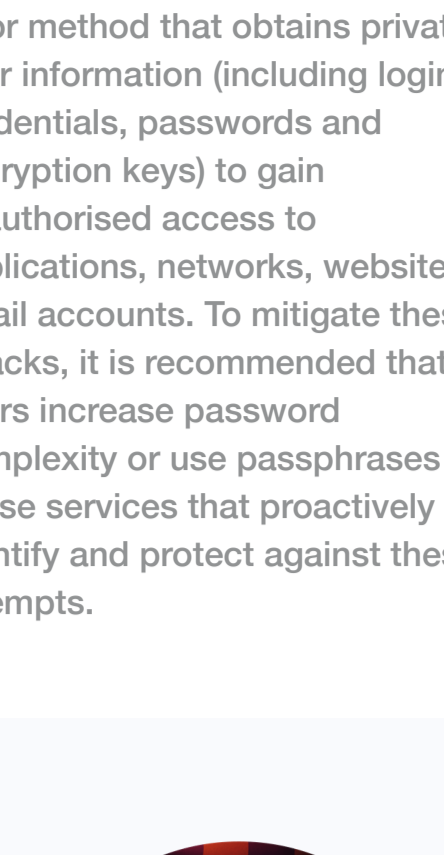 or method that obtains privat
r information (including login
dentials, passwords and
ryption keys) to gain
uthorised access to
plications, networks, website
ail accounts. To mitigate thes
acks, it is recommended that
rs increase password
mplexity or use passphrases
se services that proactively
ntify and protect against thes
empts.